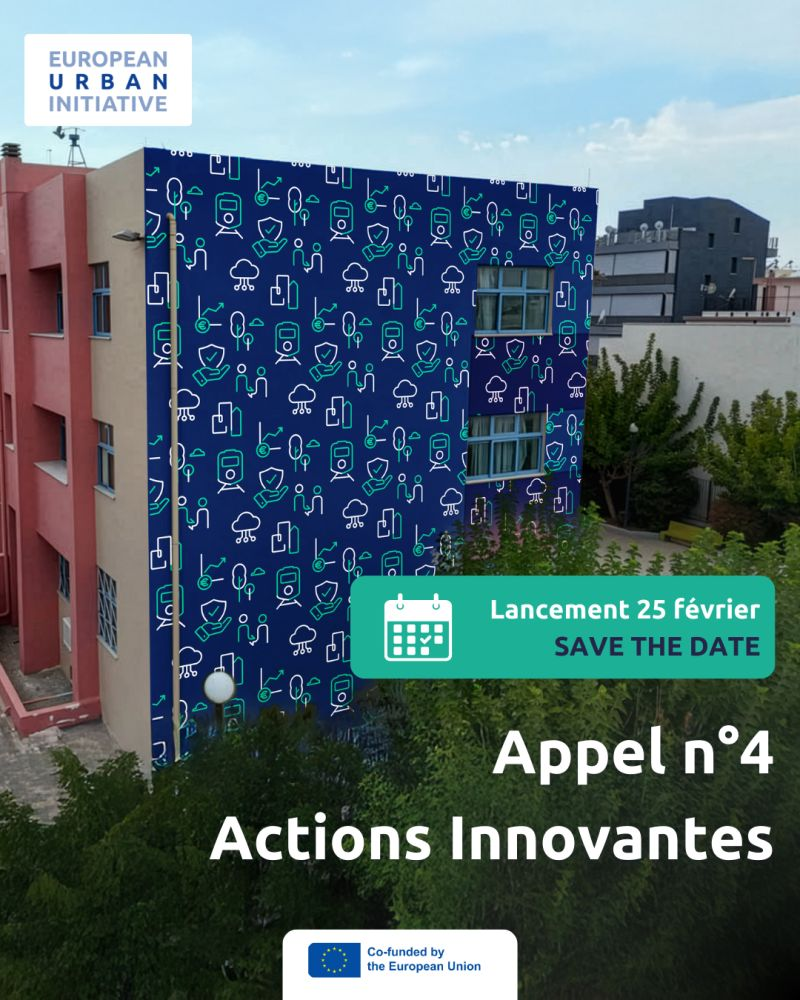 EUROPEAN
URBAN
INITIATIVE
Lancement 25 février
SAVE THE DATE
Appel n°4
Actions Innovantes
Co-funded by
the European Union